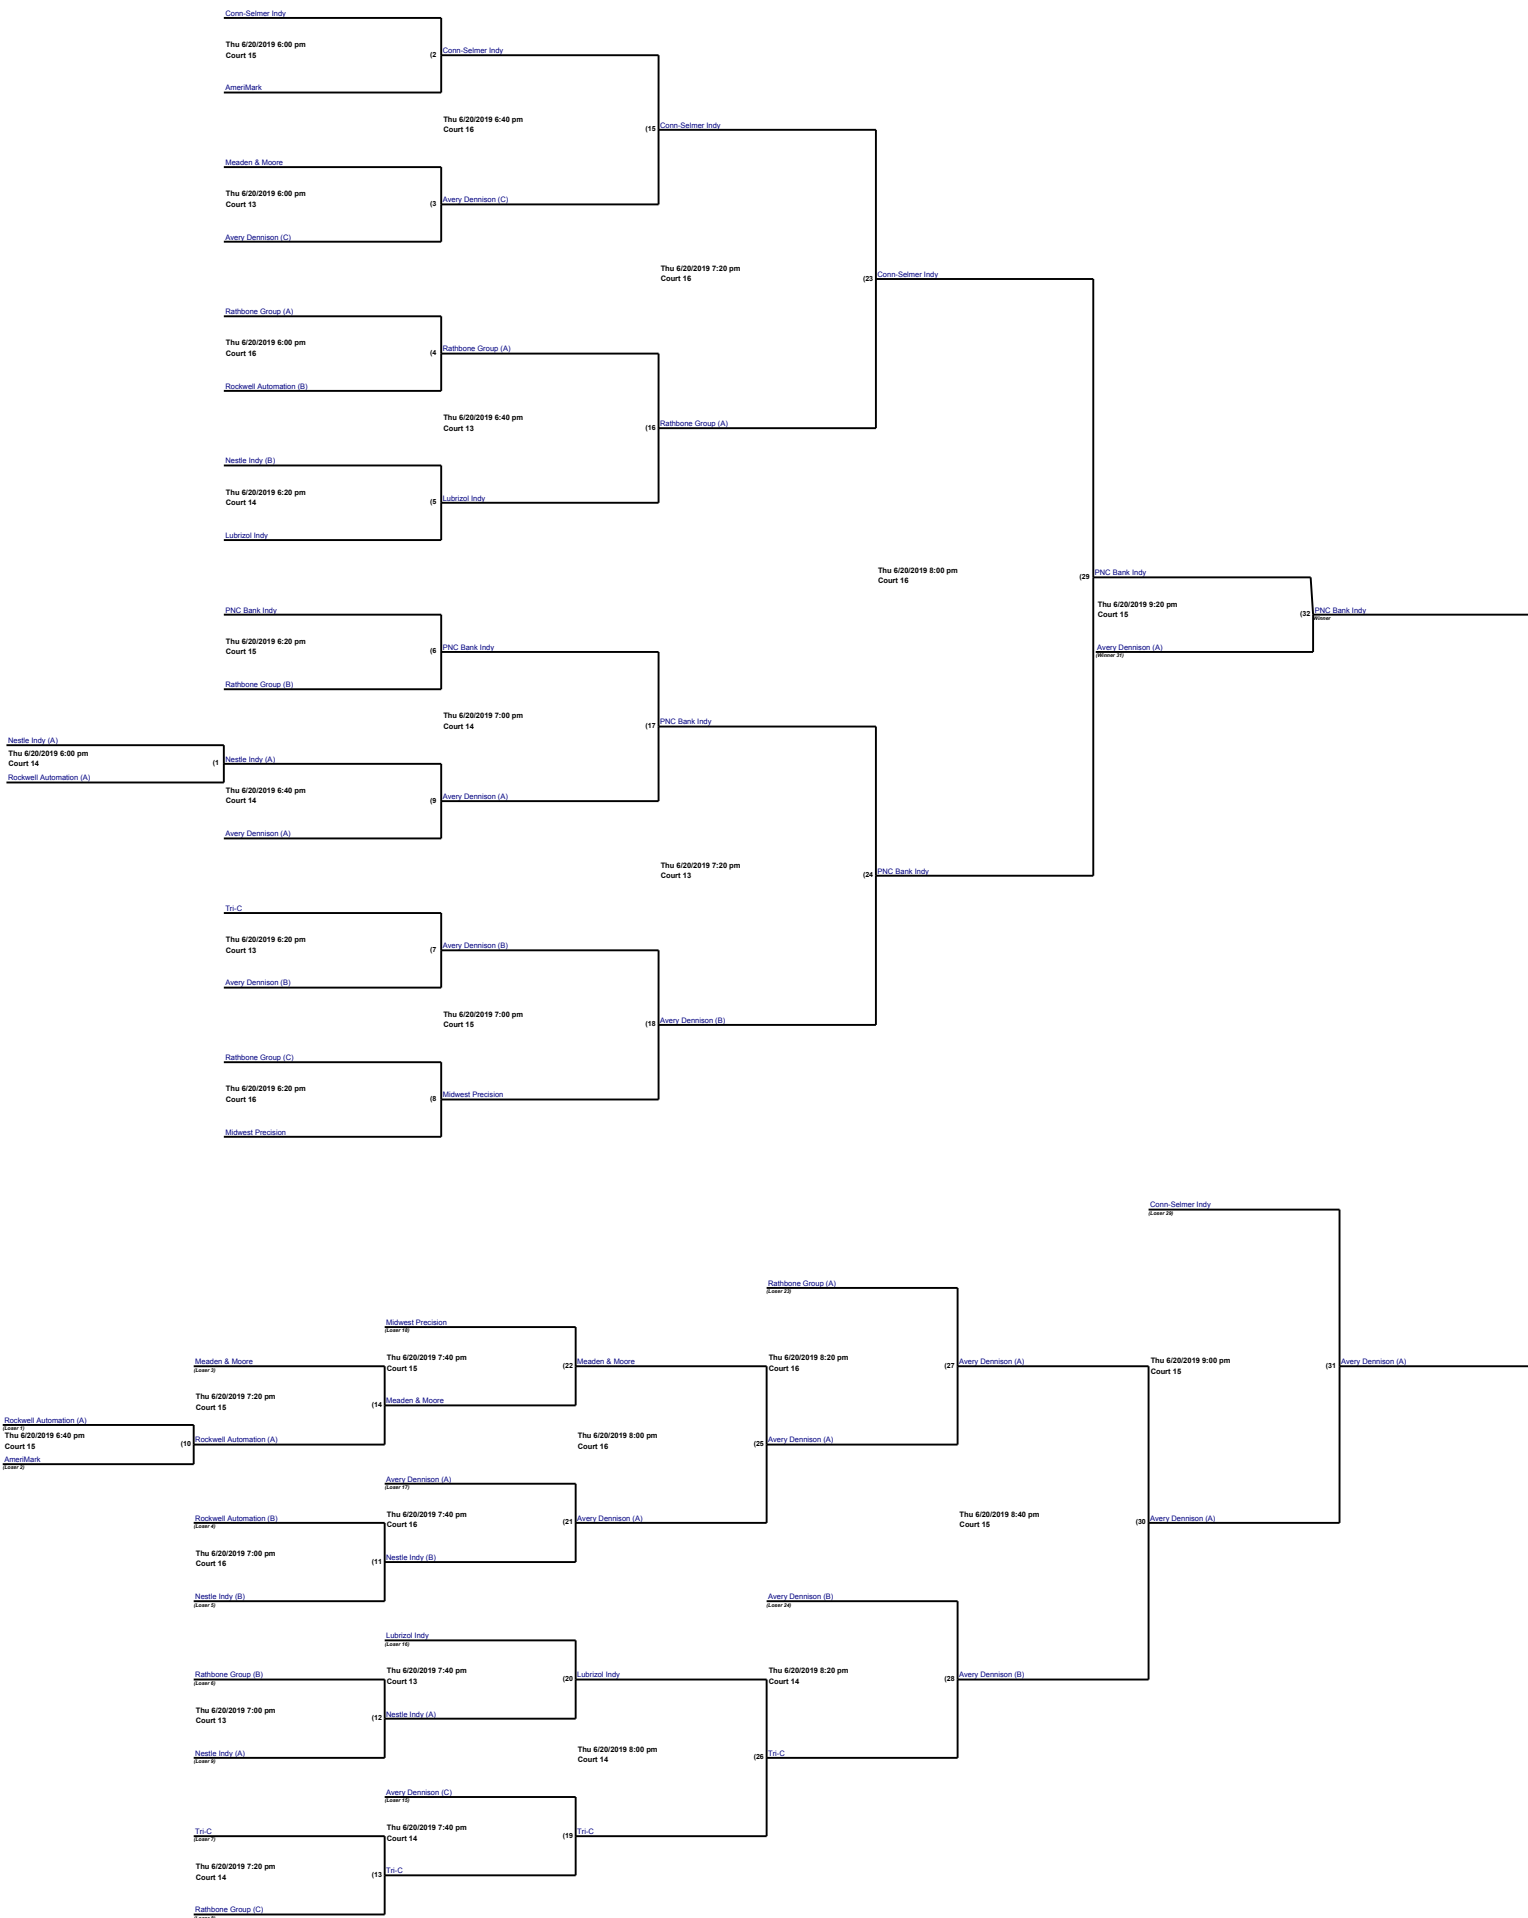 Conn-Selmer Indy
Thu 6/20/2019 6:00 pm
Court 15
(2
Conn-Selmer Indy
AmeriMark
Thu 6/20/2019 6:40 pm
Court 16
(15
Conn-Selmer Indy
Meaden & Moore
Thu 6/20/2019 6:00 pm
Court 13
(3
Avery Dennison (C)
Avery Dennison (C)
Thu 6/20/2019 7:20 pm
Court 16
(23
Conn-Selmer Indy
Rathbone Group (A)
Thu 6/20/2019 6:00 pm
Court 16
(4
Rathbone Group (A)
Rockwell Automation (B)
Thu 6/20/2019 6:40 pm
Court 13
(16
Rathbone Group (A)
Nestle Indy (B)
Thu 6/20/2019 6:20 pm
Court 14
(5
Lubrizol Indy
Lubrizol Indy
Thu 6/20/2019 8:00 pm
Court 16
(29
PNC Bank Indy
Thu 6/20/2019 9:20 pm
Court 15
(32
PNC Bank Indy
Winner
Avery Dennison (A)
(Winner 31)
PNC Bank Indy
Thu 6/20/2019 6:20 pm
Court 15
(6
PNC Bank Indy
Rathbone Group (B)
Thu 6/20/2019 7:00 pm
Court 14
(17
PNC Bank Indy
Nestle Indy (A)
Thu 6/20/2019 6:00 pm
Court 14
(1
Nestle Indy (A)
Rockwell Automation (A)
Thu 6/20/2019 6:40 pm
Court 14
(9
Avery Dennison (A)
Avery Dennison (A)
Thu 6/20/2019 7:20 pm
Court 13
(24
PNC Bank Indy
Tri-C
Thu 6/20/2019 6:20 pm
Court 13
(7
Avery Dennison (B)
Avery Dennison (B)
Thu 6/20/2019 7:00 pm
Court 15
(18
Avery Dennison (B)
Rathbone Group (C)
Thu 6/20/2019 6:20 pm
Court 16
(8
Midwest Precision
Midwest Precision
Conn-Selmer Indy
(Loser 29)
Rathbone Group (A)
(Loser 23)
Midwest Precision
(Loser 18)
Meaden & Moore
(Loser 3)
Thu 6/20/2019 7:40 pm
Court 15
(22
Meaden & Moore
Thu 6/20/2019 8:20 pm
Court 16
(27
Avery Dennison (A)
Thu 6/20/2019 9:00 pm
Court 15
(31
Avery Dennison (A)
Thu 6/20/2019 7:20 pm
Court 15
(14
Meaden & Moore
Rockwell Automation (A)
(Loser 1)
Thu 6/20/2019 6:40 pm
Court 15
(10
Rockwell Automation (A)
AmeriMark
(Loser 2)
Thu 6/20/2019 8:00 pm
Court 16
(25
Avery Dennison (A)
Avery Dennison (A)
(Loser 17)
Rockwell Automation (B)
(Loser 4)
Thu 6/20/2019 7:40 pm
Court 16
(21
Avery Dennison (A)
Thu 6/20/2019 8:40 pm
Court 15
(30
Avery Dennison (A)
Thu 6/20/2019 7:00 pm
Court 16
(11
Nestle Indy (B)
Nestle Indy (B)
(Loser 5)
Avery Dennison (B)
(Loser 24)
Lubrizol Indy
(Loser 16)
Rathbone Group (B)
(Loser 6)
Thu 6/20/2019 7:40 pm
Court 13
(20
Lubrizol Indy
Thu 6/20/2019 8:20 pm
Court 14
(28
Avery Dennison (B)
Thu 6/20/2019 7:00 pm
Court 13
(12
Nestle Indy (A)
Nestle Indy (A)
(Loser 9)
Thu 6/20/2019 8:00 pm
Court 14
(26
Tri-C
Avery Dennison (C)
(Loser 15)
Tri-C
(Loser 7)
Thu 6/20/2019 7:40 pm
Court 14
(19
Tri-C
Thu 6/20/2019 7:20 pm
Court 14
(13
Tri-C
Rathbone Group (C)